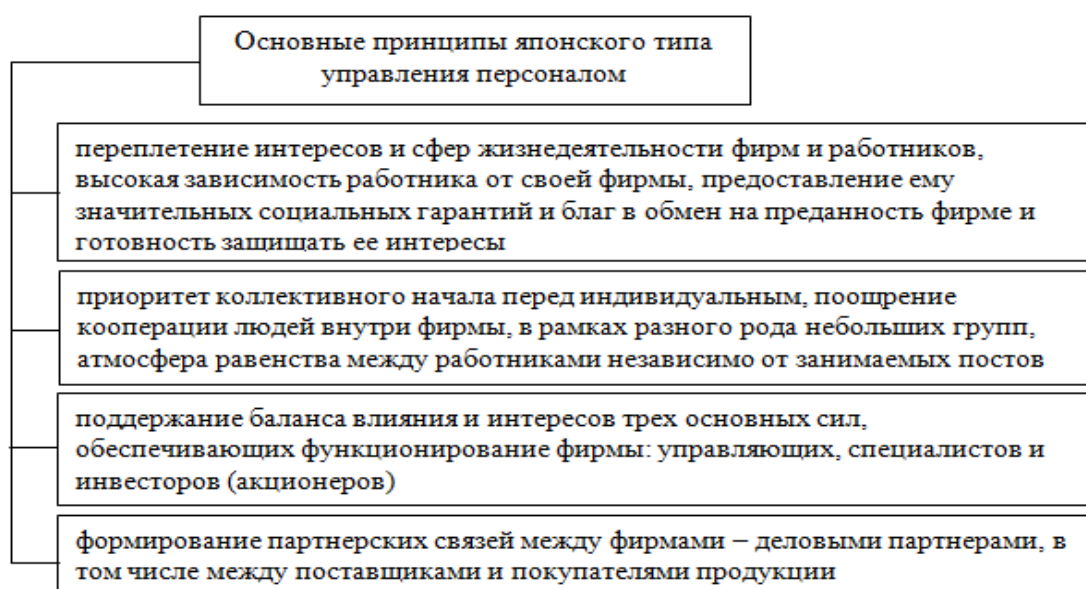 Основные принципы японского типа
управления персоналом
переплетение интересов и сфер жизнедеятельности фирм и работников,
высокая зависимость работника от своей фирмы, предоставление ему
значительных социальных гарантий и благ в обмен на преданность фирме и
готовность защищать ее интересы
приоритет коллективного начала перед индивидуальным, поощрение
кооперации людей внутри фирмы, в рамках разного рода небольших групп,
атмосфера равенства между работниками независимо от занимаемых постов
поддержание баланса влияния и интересов трех основных сил,
обеспечивающих функционирование фирмы: управляющих, специалистов и
инвесторов (акционеров)
формирование партнерских связей между фирмами – деловыми партнерами, в
том числе между поставщиками и покупателями продукции